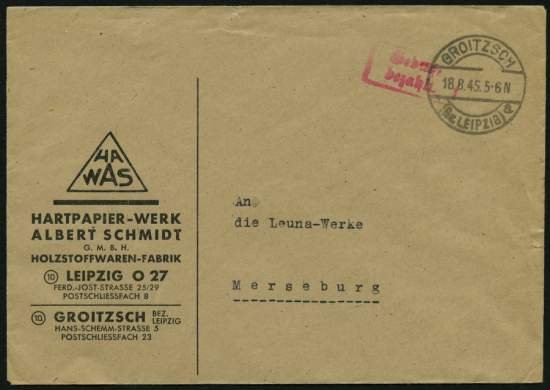 HA
WAS
HARTPAPIER-WERK
ALBERT SCHMIDT
G. M. B. H.
HOLZSTOFFWAREN-FABRIK
10 LEIPZIG O 27
FERD.-JOST-STRASSE 25/29
POSTSCHLIESSFACH 8
10 GROITZSCH BEZ. LEIPZIG
HANS-SCHEMM-STRASSE 5
POSTSCHLIESSFACH 23
bezahlt
GROITZSCH
18.8.45.5-6N
(Bz. LEIPZIG) a
An
die Leuna-Werke
Merseburg